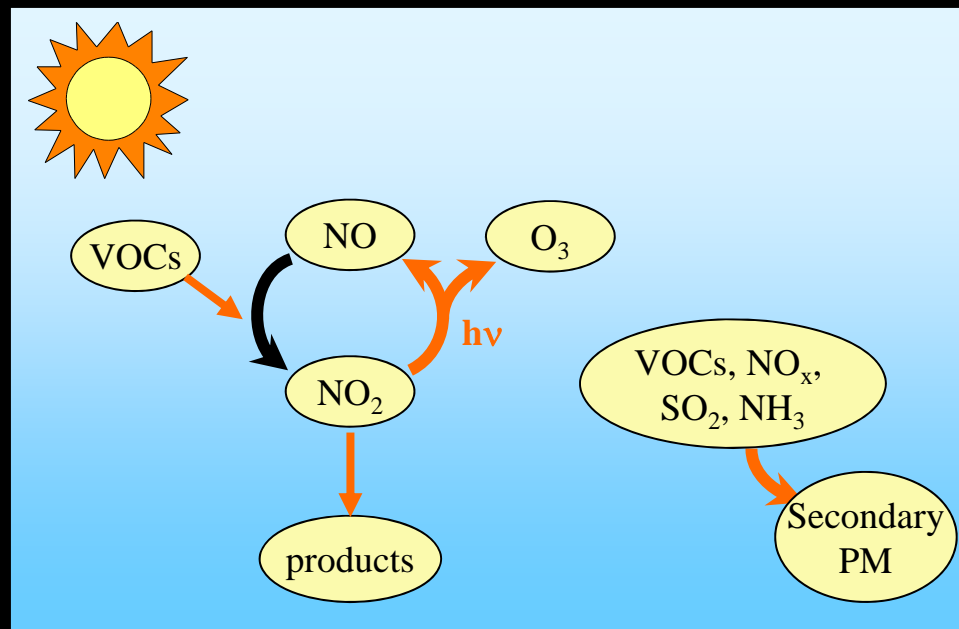 NO
O₃
VOCs
hν
NO₂
VOCs, NOₓ,
SO₂, NH₃
Secondary
PM
products